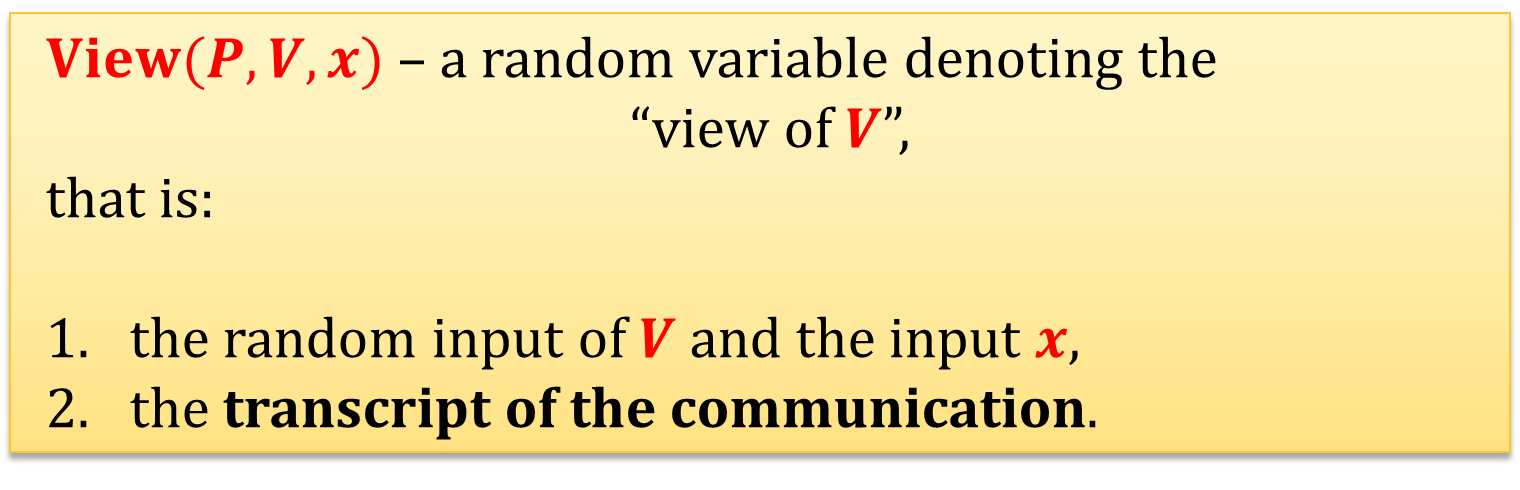 View(P, V, x) – a random variable denoting the
“view of V”,
that is:
1. the random input of V and the input x,
2. the transcript of the communication.